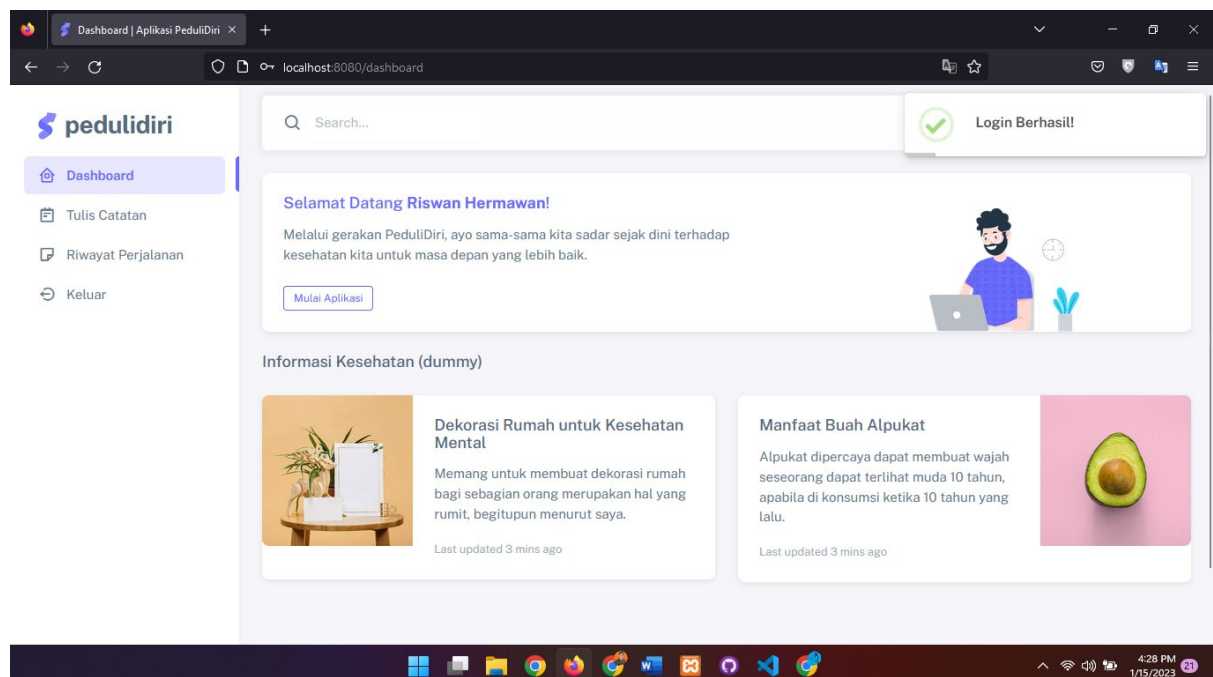 Dashboard | Aplikasi PeduliDiri
localhost:8080/dashboard
pedulidiri
Dashboard
Tulis Catatan
Riwayat Perjalanan
Keluar
Search...
Login Berhasil!
Selamat Datang Riswan Hermawan!
Melalui gerakan PeduliDiri, ayo sama-sama kita sadar sejak dini terhadap
kesehatan kita untuk masa depan yang lebih baik.
Mulai Aplikasi
Informasi Kesehatan (dummy)
Dekorasi Rumah untuk Kesehatan
Mental
Memang untuk membuat dekorasi rumah
bagi sebagian orang merupakan hal yang
rumit, begitupun menurut saya.
Last updated 3 mins ago
Manfaat Buah Alpukat
Alpukat dipercaya dapat membuat wajah
seseorang dapat terlihat muda 10 tahun,
apabila di konsumsi ketika 10 tahun yang
lalu.
Last updated 3 mins ago
4:28 PM
1/15/2023
21